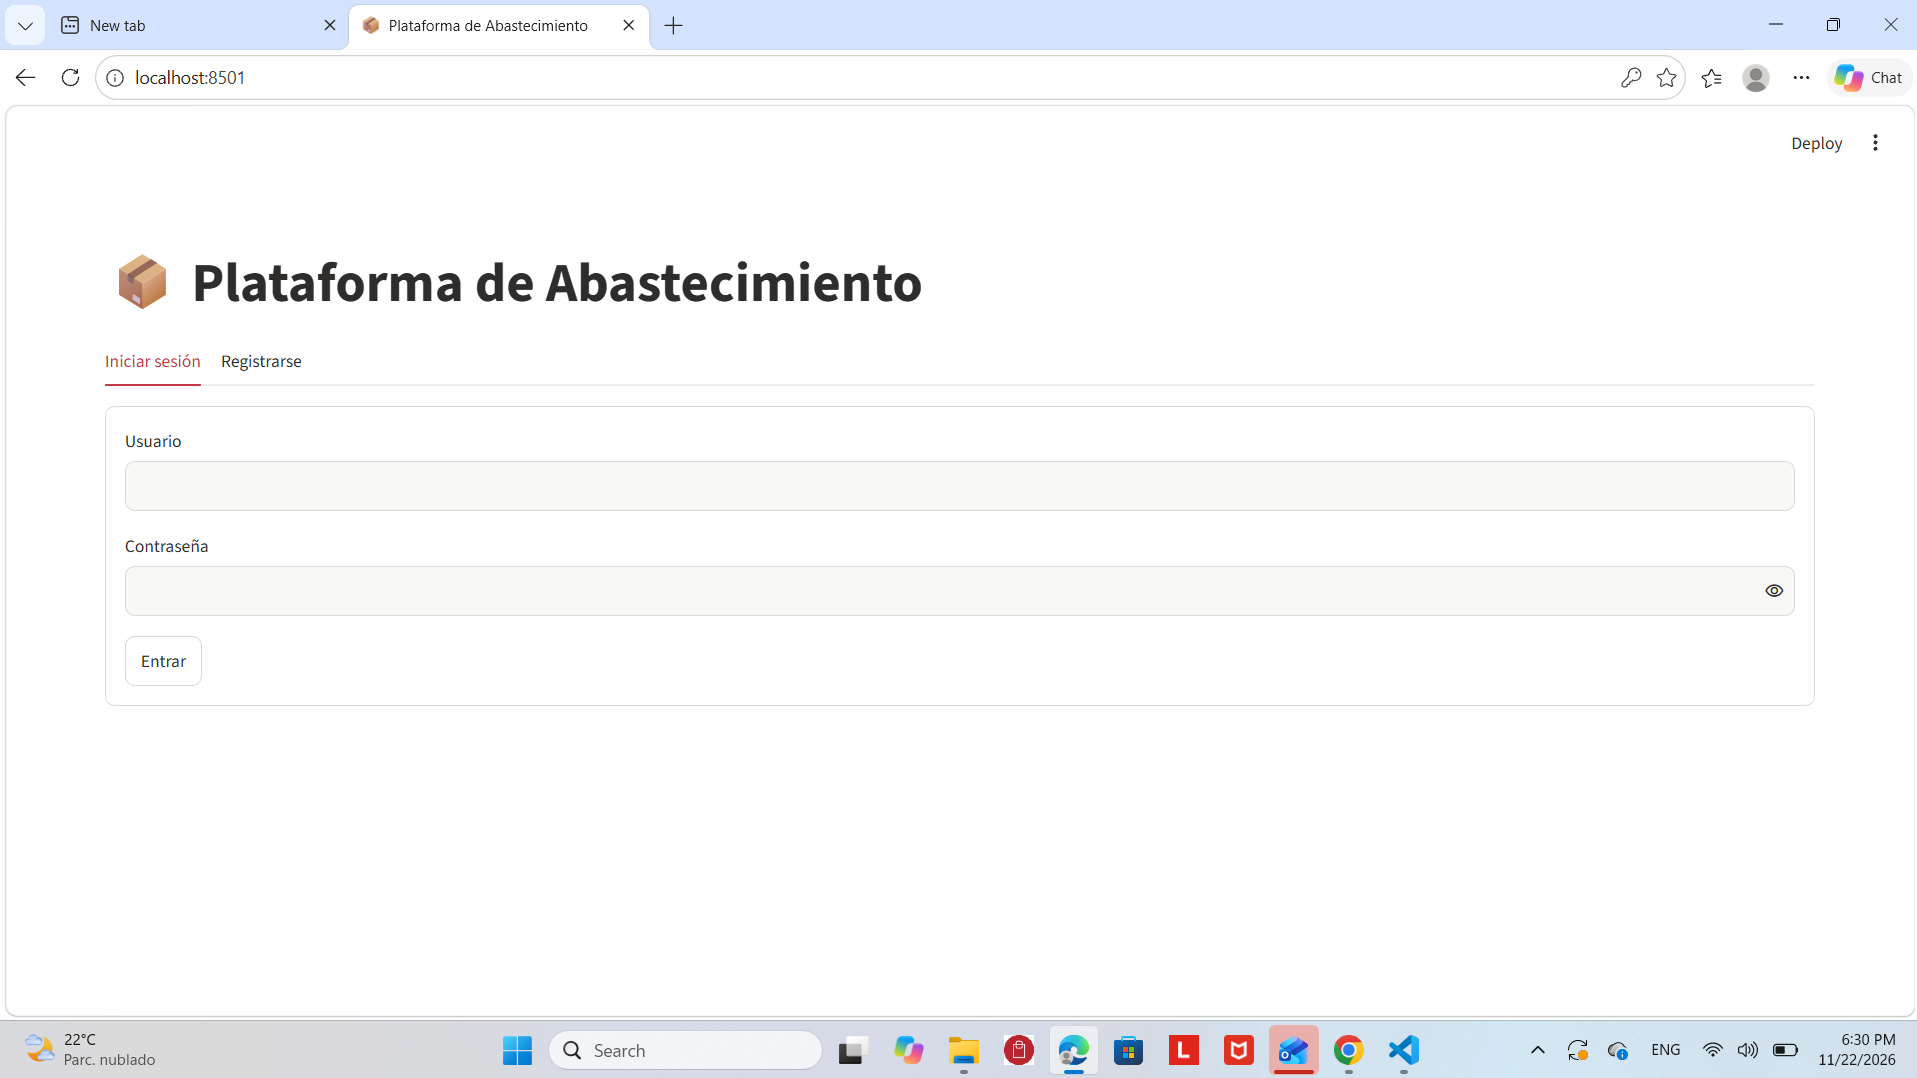 New tab
Plataforma de Abastecimiento
localhost:8501
Chat
Deploy
Plataforma de Abastecimiento
Iniciar sesión
Registrarse
Usuario
Contraseña
Entrar
22°C
Parc. nublado
Search
L
ENG
6:30 PM
11/22/2026